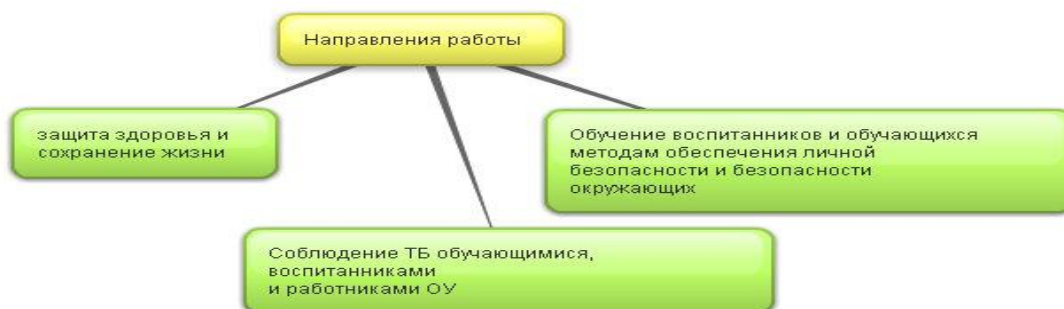 Направления работы
защита здоровья и
сохранение жизни
Обучение воспитанников и обучающихся
методам обеспечения личной
безопасности и безопасности
окружающих
Соблюдение ТБ обучающимися,
воспитанниками
и работниками ОУ